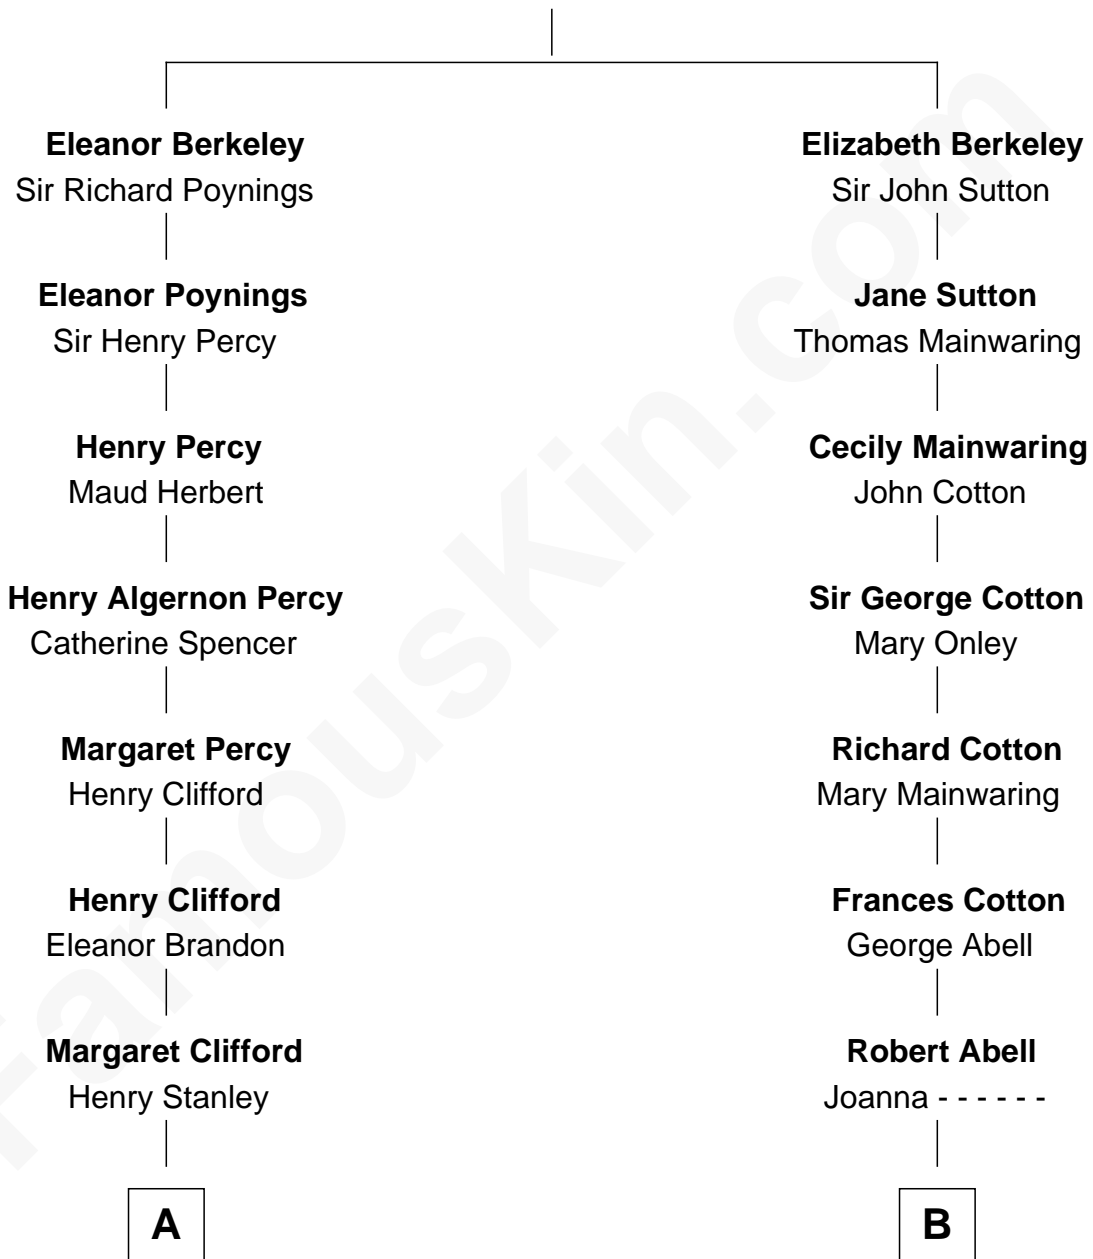 Eleanor Berkeley
Sir Richard Poynings
Eleanor Poynings
Sir Henry Percy
Henry Percy
Maud Herbert
Henry Algernon Percy
Catherine Spencer
Margaret Percy
Henry Clifford
Henry Clifford
Eleanor Brandon
Margaret Clifford
Henry Stanley
A
Elizabeth Berkeley
Sir John Sutton
Jane Sutton
Thomas Mainwaring
Cecily Mainwaring
John Cotton
Sir George Cotton
Mary Onley
Richard Cotton
Mary Mainwaring
Frances Cotton
George Abell
Robert Abell
Joanna - - - - - -
B
FamousKin.com